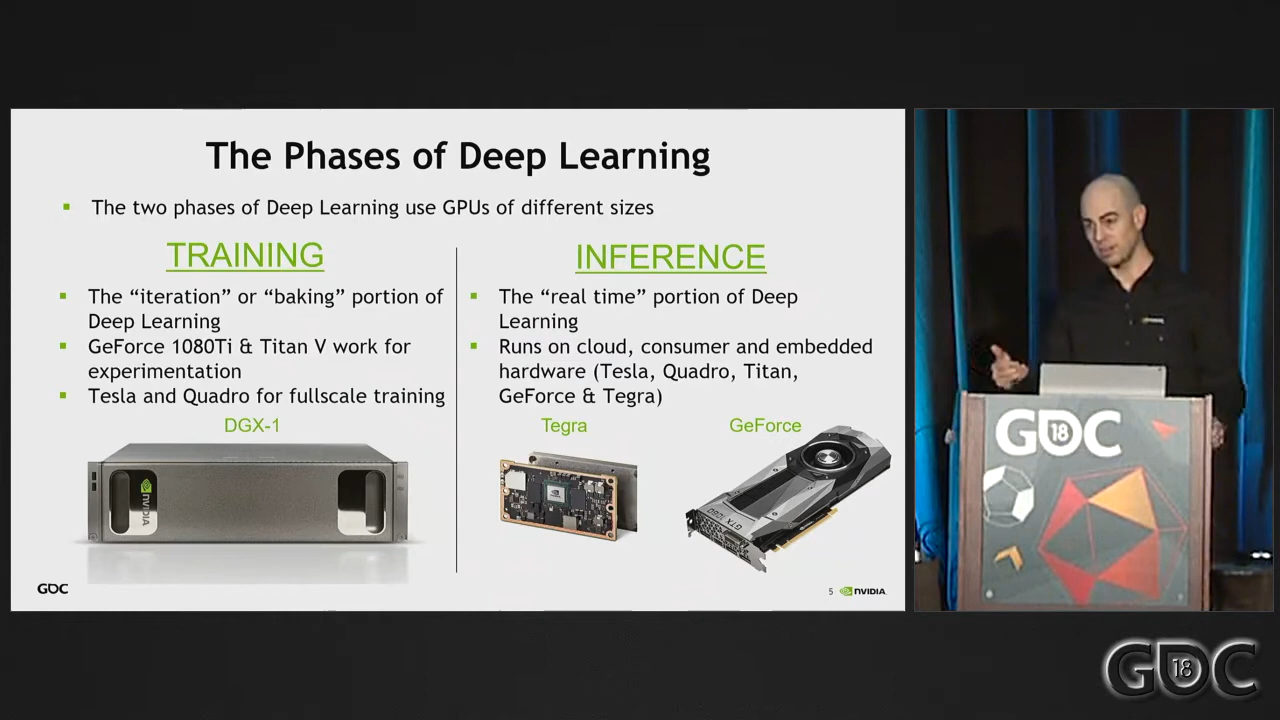 The Phases of Deep Learning
The two phases of Deep Learning use GPUs of different sizes
TRAINING
The “iteration” or “baking” portion of
Deep Learning
GeForce 1080Ti & Titan V work for
experimentation
Tesla and Quadro for fullscale training
DGX-1
NVIDIA
INFERENCE
The “real time” portion of Deep
Learning
Runs on cloud, consumer and embedded
hardware (Tesla, Quadro, Titan,
GeForce & Tegra)
Tegra
GeForce
GTX 1080
GDC
5
NVIDIA
GDC 18
GDC 18